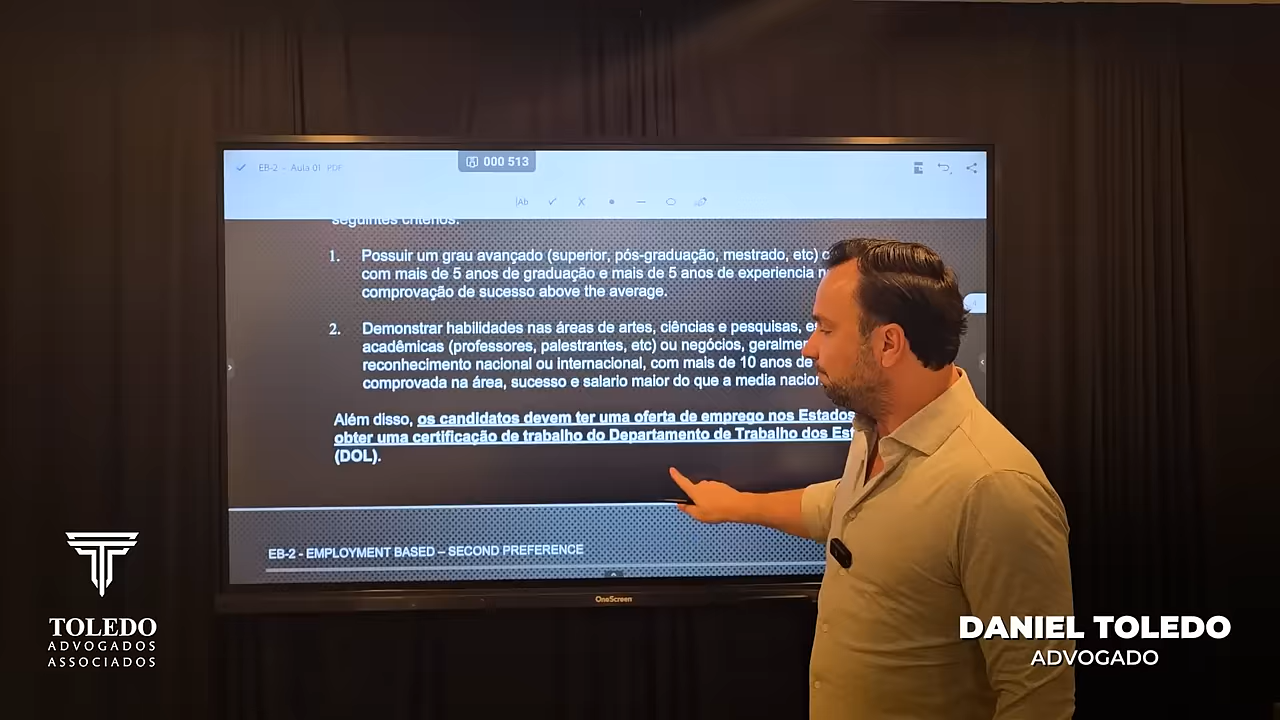 EB-2 - Aula 01 PDF
000 513
|Ab
seguintes critérios:
1. Possuir um grau avançado (superior, pós-graduação, mestrado, etc)
com mais de 5 anos de graduação e mais de 5 anos de experiencia
comprovação de sucesso above the average.
2. Demonstrar habilidades nas áreas de artes, ciências e pesquisas,
acadêmicas (professores, palestrantes, etc) ou negócios,
reconhecimento nacional ou internacional, com mais de 10 anos de
comprovada na área, sucesso e salario maior do que a media
Além disso, os candidatos devem ter uma oferta de emprego nos Estados
obter uma certificação de trabalho do Departamento de Trabalho dos
(DOL).
EB-2 - EMPLOYMENT BASED – SECOND PREFERENCE
OneScreen
TOLEDO
ADVOGADOS
ASSOCIADOS
DANIEL TOLEDO
ADVOGADO